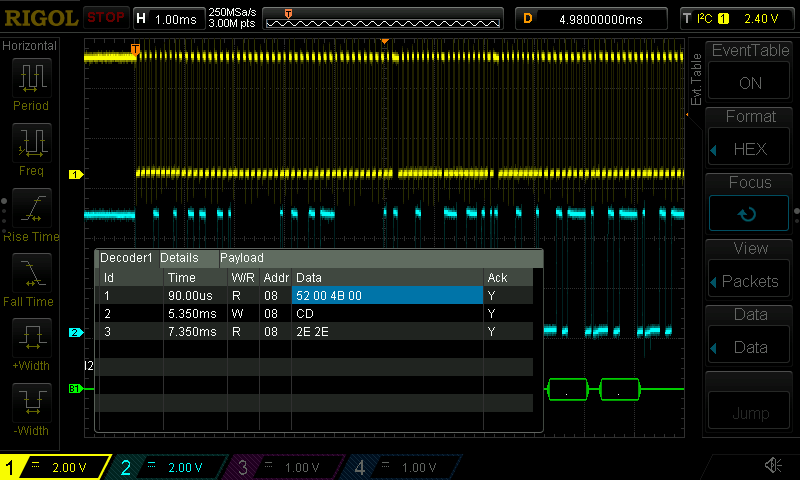 RIGOL STOP H 1.00ms 250MSa/s 3.00M pts T D 4.98000000ms T I²C 1 2.40 V
Horizontal
Period
Freq
Rise Time
Fall Time
+Width
-Width
T
1
2
I2
B1
Decoder1 Details Payload
Id Time W/R Addr Data Ack
1 90.00us R 08 52 00 4B 00 Y
2 5.350ms W 08 CD Y
3 7.350ms R 08 2E 2E Y
Evt.Table
EventTable
ON
Format
HEX
Focus
View
Packets
Data
Data
Jump
1 = 2.00 V 2 = 2.00 V 3 = 1.00 V 4 = 1.00 V